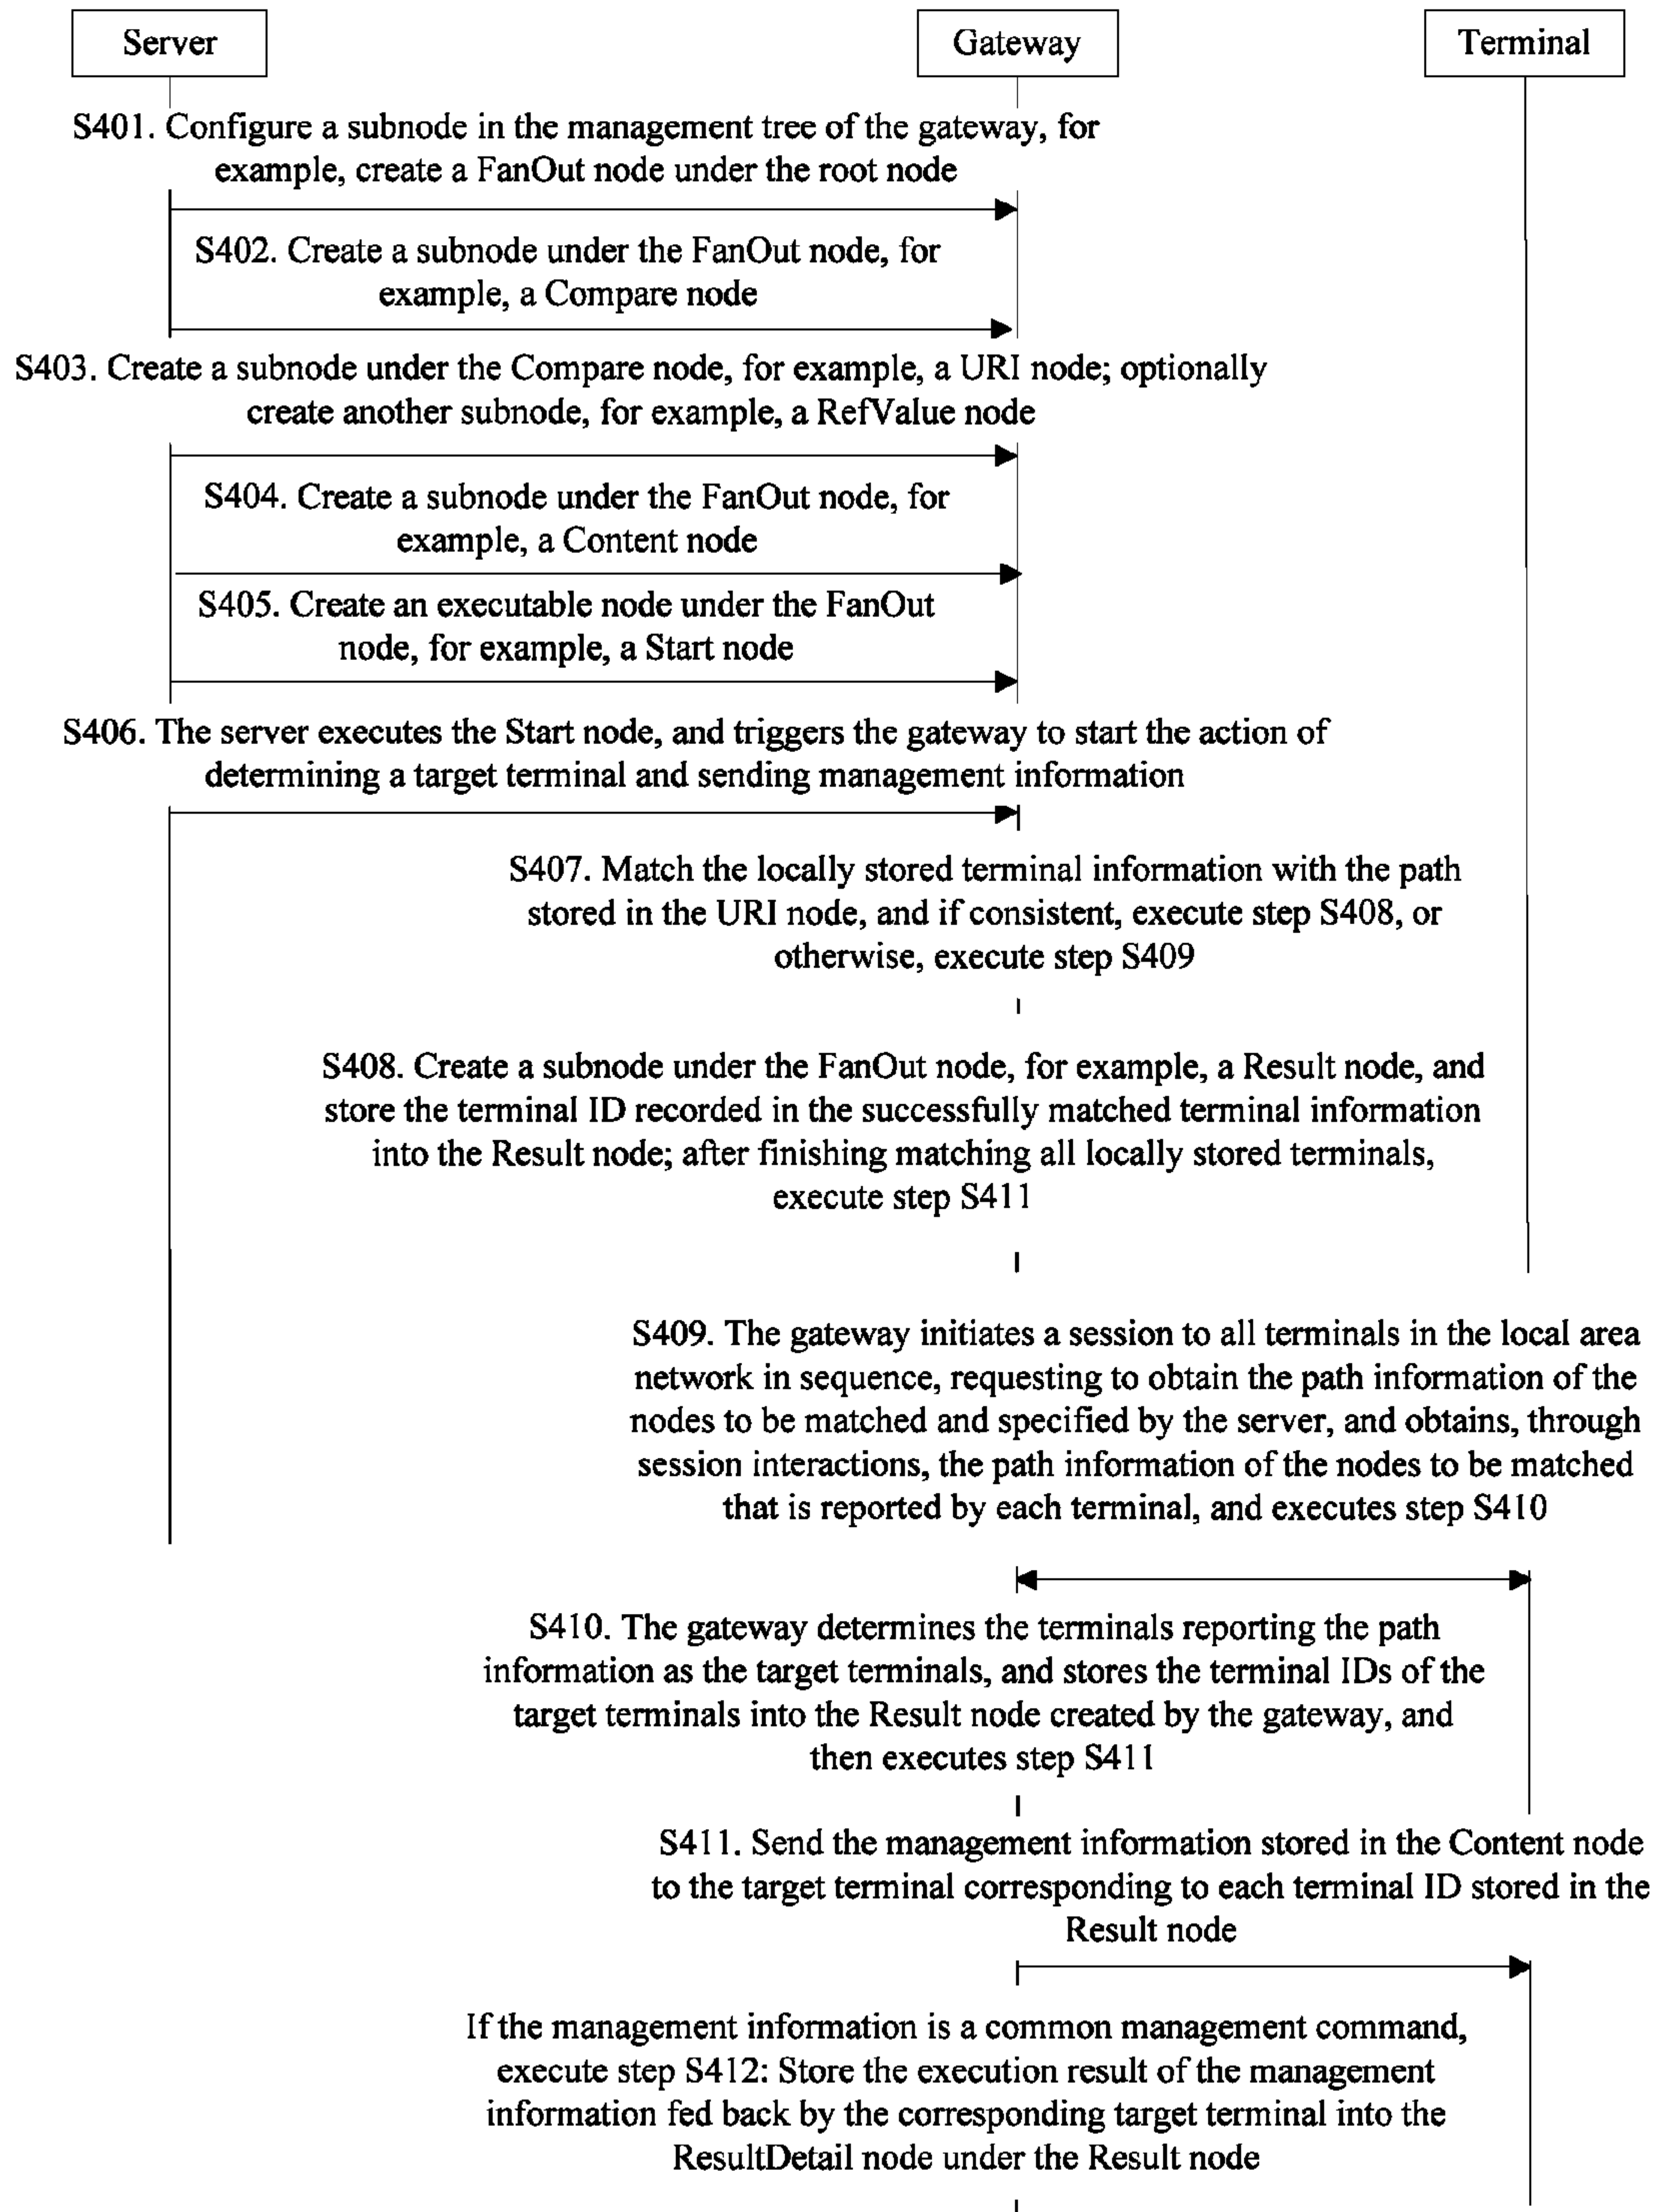 Server
Gateway
Terminal
S401. Configure a subnode in the management tree of the gateway, for
example, create a FanOut node under the root node
S402. Create a subnode under the FanOut node, for
example, a Compare node
S403. Create a subnode under the Compare node, for example, a URI node; optionally
create another subnode, for example, a RefValue node
S404. Create a subnode under the FanOut node, for
example, a Content node
S405. Create an executable node under the FanOut
node, for example, a Start node
S406. The server executes the Start node, and triggers the gateway to start the action of
determining a target terminal and sending management information
S407. Match the locally stored terminal information with the path
stored in the URI node, and if consistent, execute step S408, or
otherwise, execute step S409
S408. Create a subnode under the FanOut node, for example, a Result node, and
store the terminal ID recorded in the successfully matched terminal information
into the Result node; after finishing matching all locally stored terminals,
execute step S411
S409. The gateway initiates a session to all terminals in the local area
network in sequence, requesting to obtain the path information of the
nodes to be matched and specified by the server, and obtains, through
session interactions, the path information of the nodes to be matched
that is reported by each terminal, and executes step S410
S410. The gateway determines the terminals reporting the path
information as the target terminals, and stores the terminal IDs of the
target terminals into the Result node created by the gateway, and
then executes step S411
S411. Send the management information stored in the Content node
to the target terminal corresponding to each terminal ID stored in the
Result node
If the management information is a common management command,
execute step S412: Store the execution result of the management
information fed back by the corresponding target terminal into the
ResultDetail node under the Result node